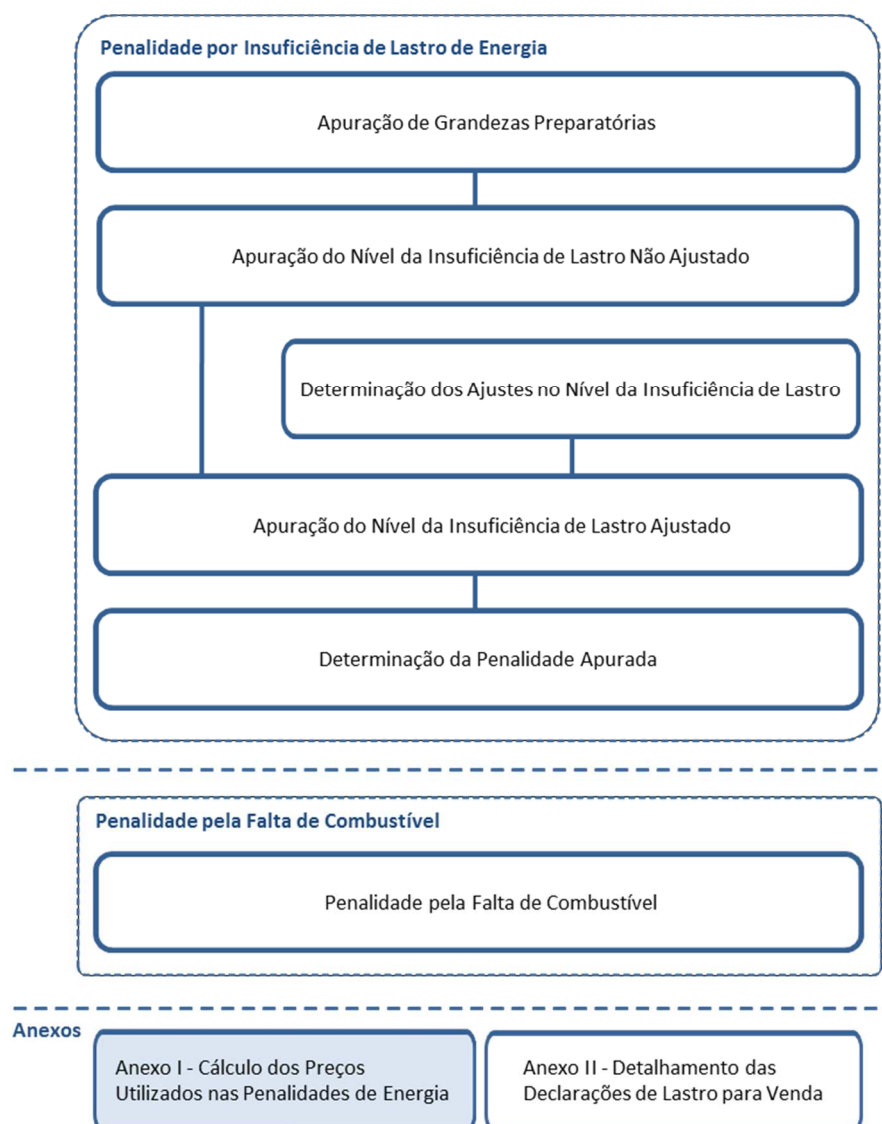 Penalidade por Insuficiência de Lastro de Energia
Apuração de Grandezas Preparatórias
Apuração do Nível da Insuficiência de Lastro Não Ajustado
Determinação dos Ajustes no Nível da Insuficiência de Lastro
Apuração do Nível da Insuficiência de Lastro Ajustado
Determinação da Penalidade Apurada
Penalidade pela Falta de Combustível
Penalidade pela Falta de Combustível
Anexos
Anexo I - Cálculo dos Preços
Utilizados nas Penalidades de Energia
Anexo II - Detalhamento das
Declarações de Lastro para Venda